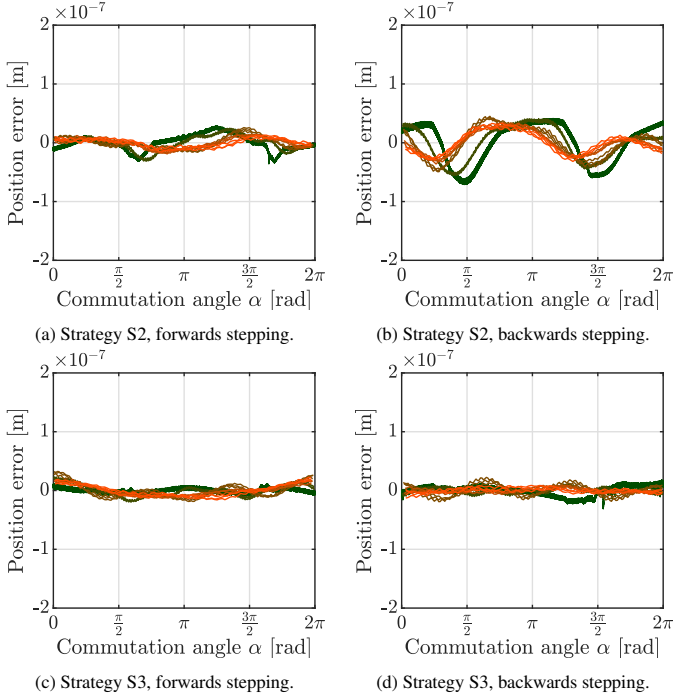 ×10⁻⁷ ×10⁻⁷
2 2
1 1
0 0
-1 -1
-2 -2
Position error [m] Position error [m]
0 π/2 π 3π/2 2π 0 π/2 π 3π/2 2π
Commutation angle α [rad] Commutation angle α [rad]
(a) Strategy S2, forwards stepping. (b) Strategy S2, backwards stepping.
×10⁻⁷ ×10⁻⁷
2 2
1 1
0 0
-1 -1
-2 -2
Position error [m] Position error [m]
0 π/2 π 3π/2 2π 0 π/2 π 3π/2 2π
Commutation angle α [rad] Commutation angle α [rad]
(c) Strategy S3, forwards stepping. (d) Strategy S3, backwards stepping.